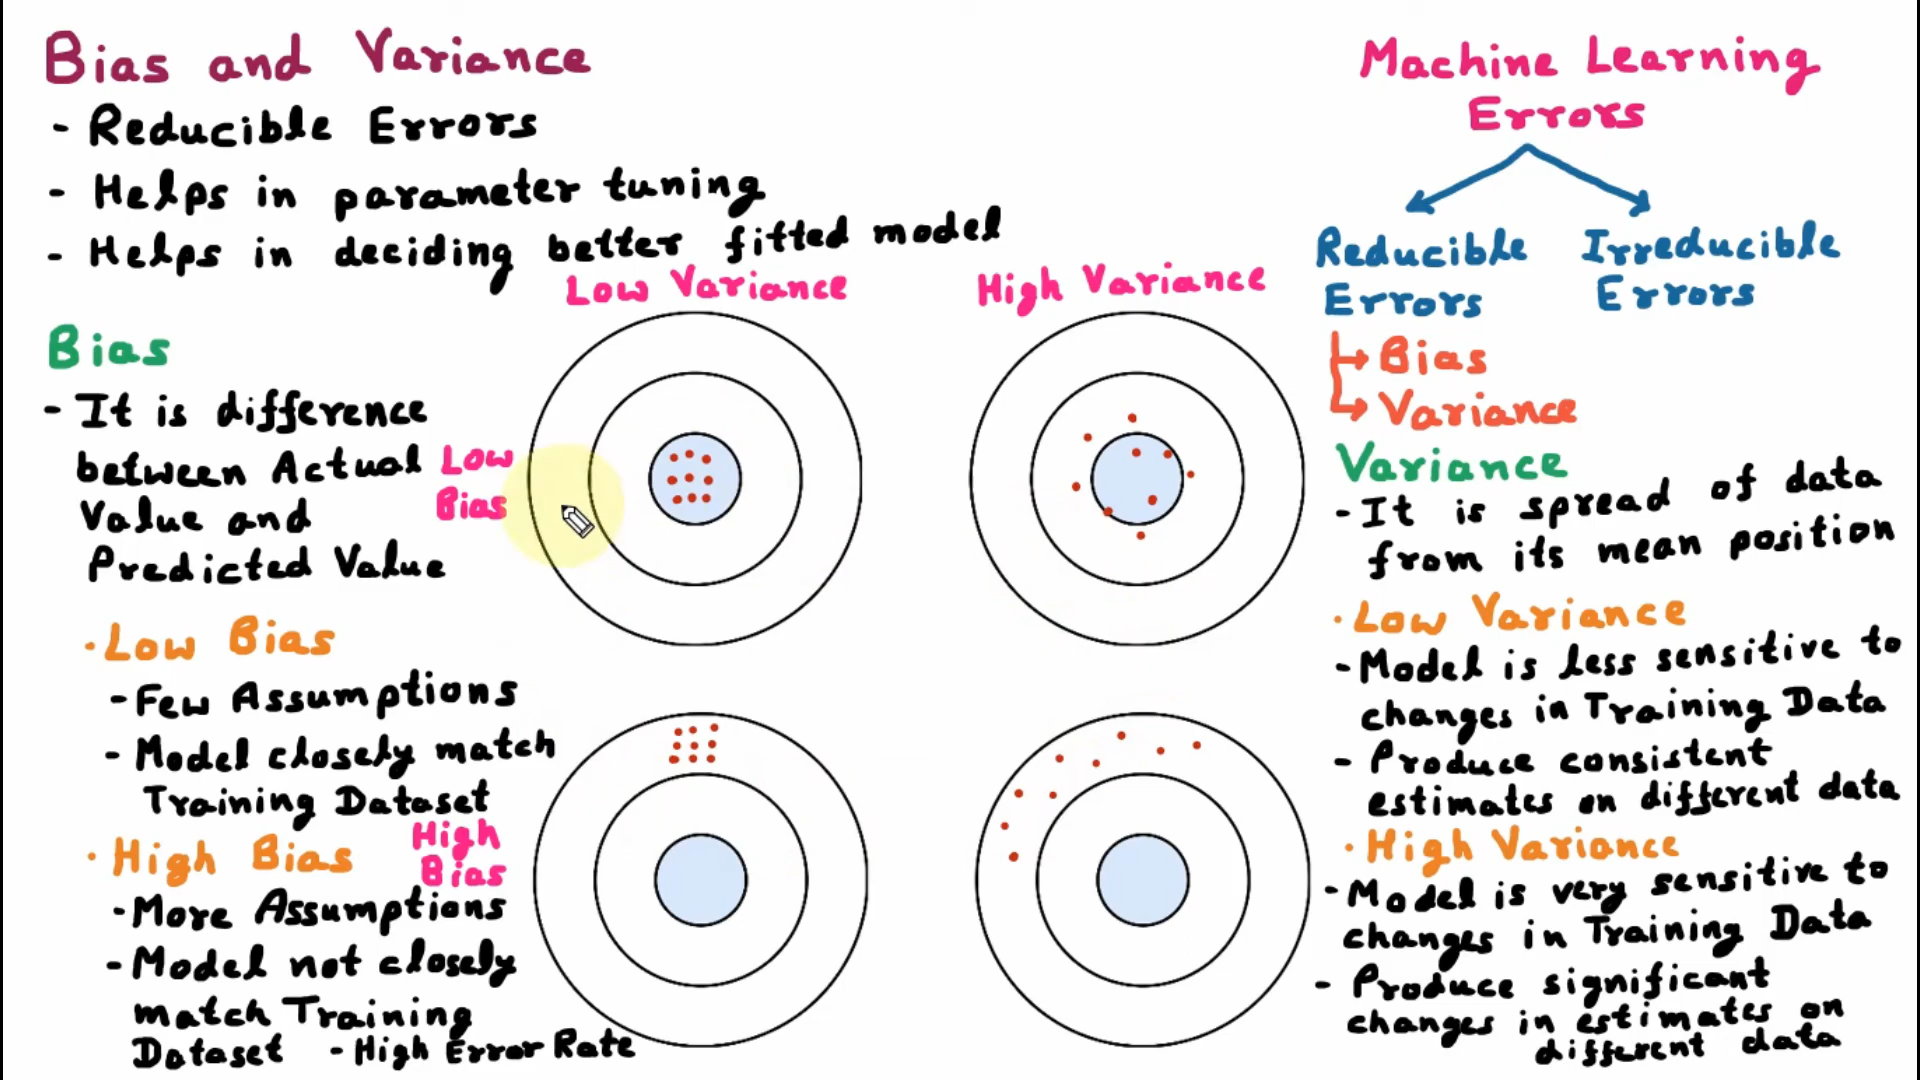 Bias and Variance
- Reducible Errors
- Helps in parameter tuning
- Helps in deciding better fitted model
Bias
- It is difference
between Actual
Value and
Predicted Value
· Low Bias
- Few Assumptions
- Model closely match
Training Dataset
· High Bias
- More Assumptions
- Model not closely
match Training
Dataset - High Error Rate
Low Variance
High Variance
Low
Bias
High
Bias
Machine Learning
Errors
Reducible
Errors
Irreducible
Errors
Bias
Variance
Variance
- It is spread of data
from its mean position
· Low Variance
- Model is less sensitive to
changes in Training Data
- Produce consistent
estimates on different data
· High Variance
- Model is very sensitive to
changes in Training Data
- Produce significant
changes in estimates on
different data